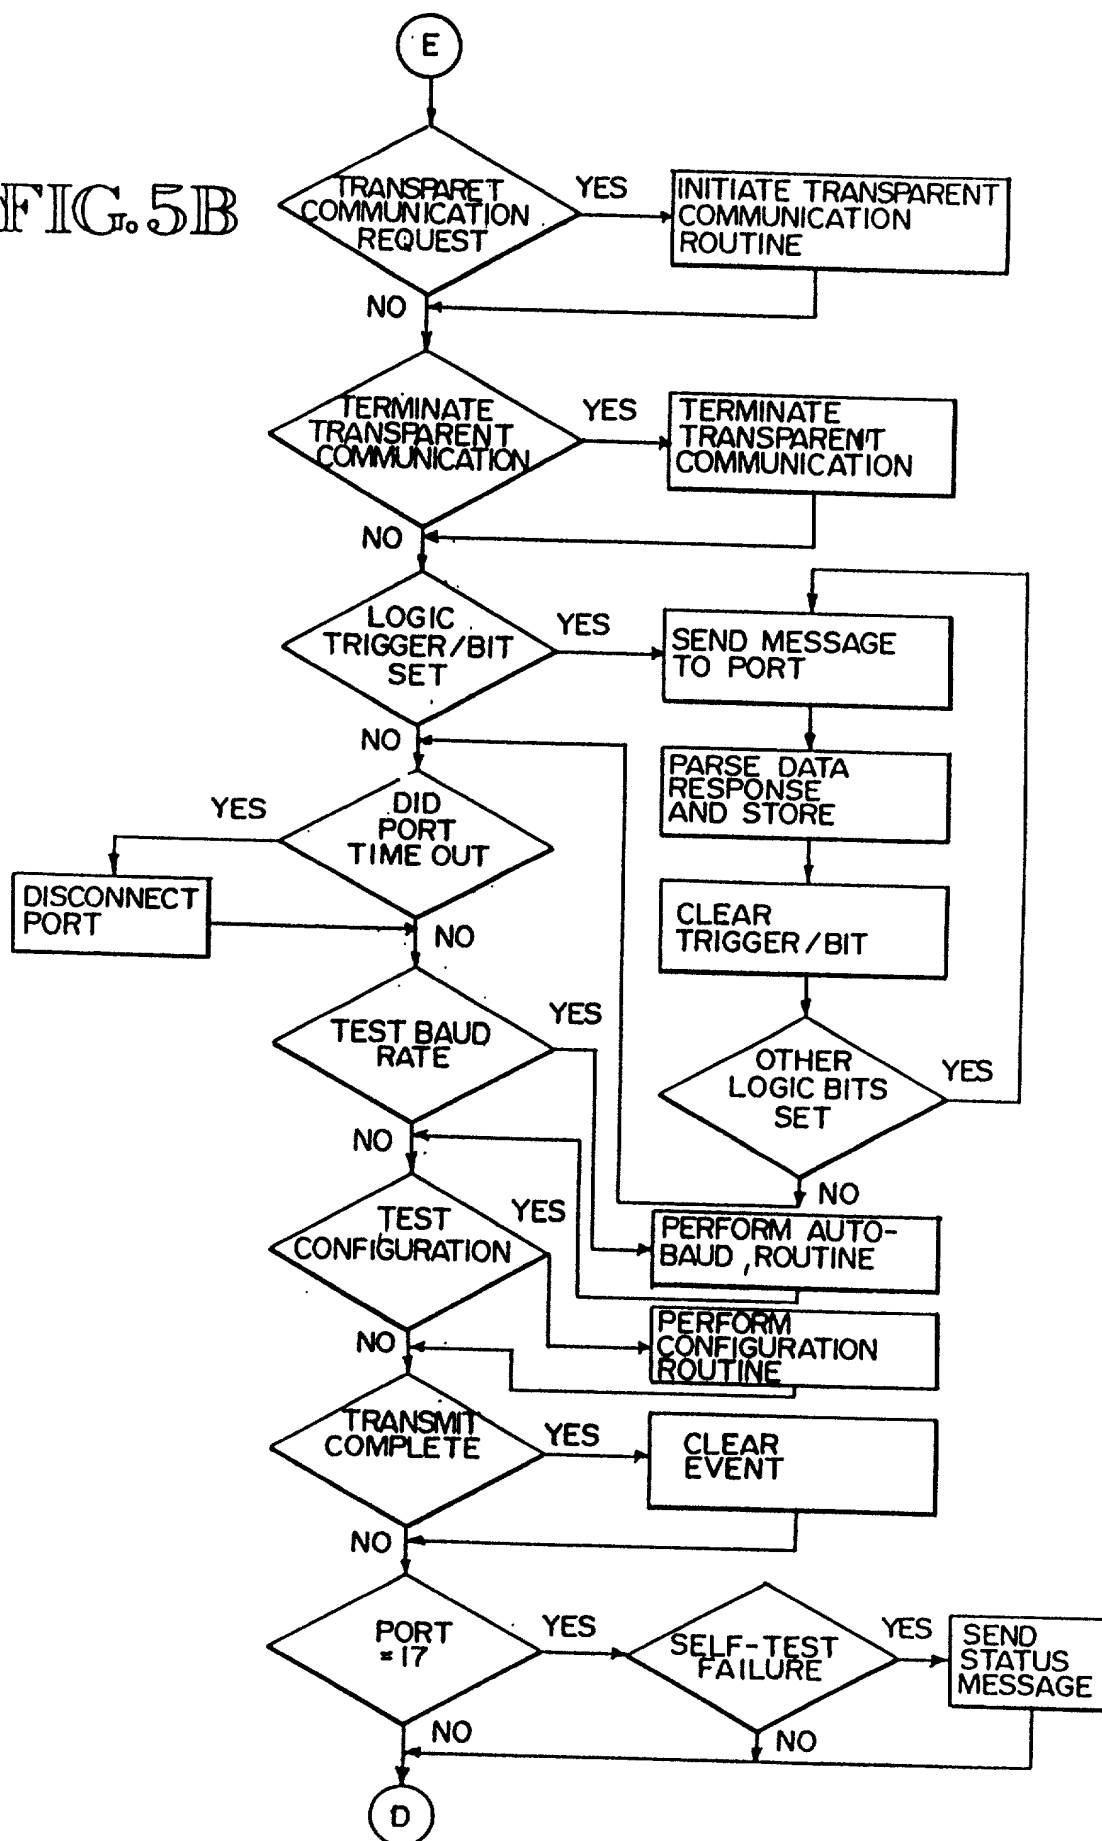 E
FIG. 5B
TRANSPARET
COMMUNICATION
REQUEST
YES
INITIATE TRANSPARENT
COMMUNICATION
ROUTINE
NO
TERMINATE
TRANSPARENT
COMMUNICATION
YES
TERMINATE
TRANSPARENT
COMMUNICATION
NO
LOGIC
TRIGGER/BIT
SET
YES
SEND MESSAGE
TO PORT
NO
PARSE DATA
RESPONSE
AND STORE
DID
PORT
TIME OUT
YES
DISCONNECT
PORT
NO
CLEAR
TRIGGER/BIT
TEST BAUD
RATE
YES
OTHER
LOGIC BITS
SET
YES
NO
NO
TEST
CONFIGURATION
YES
PERFORM AUTO-
BAUD, ROUTINE
PERFORM
CONFIGURATION
ROUTINE
NO
TRANSMIT
COMPLETE
YES
CLEAR
EVENT
NO
PORT
=17
YES
SELF-TEST
FAILURE
YES
SEND
STATUS
MESSAGE
NO
NO
D